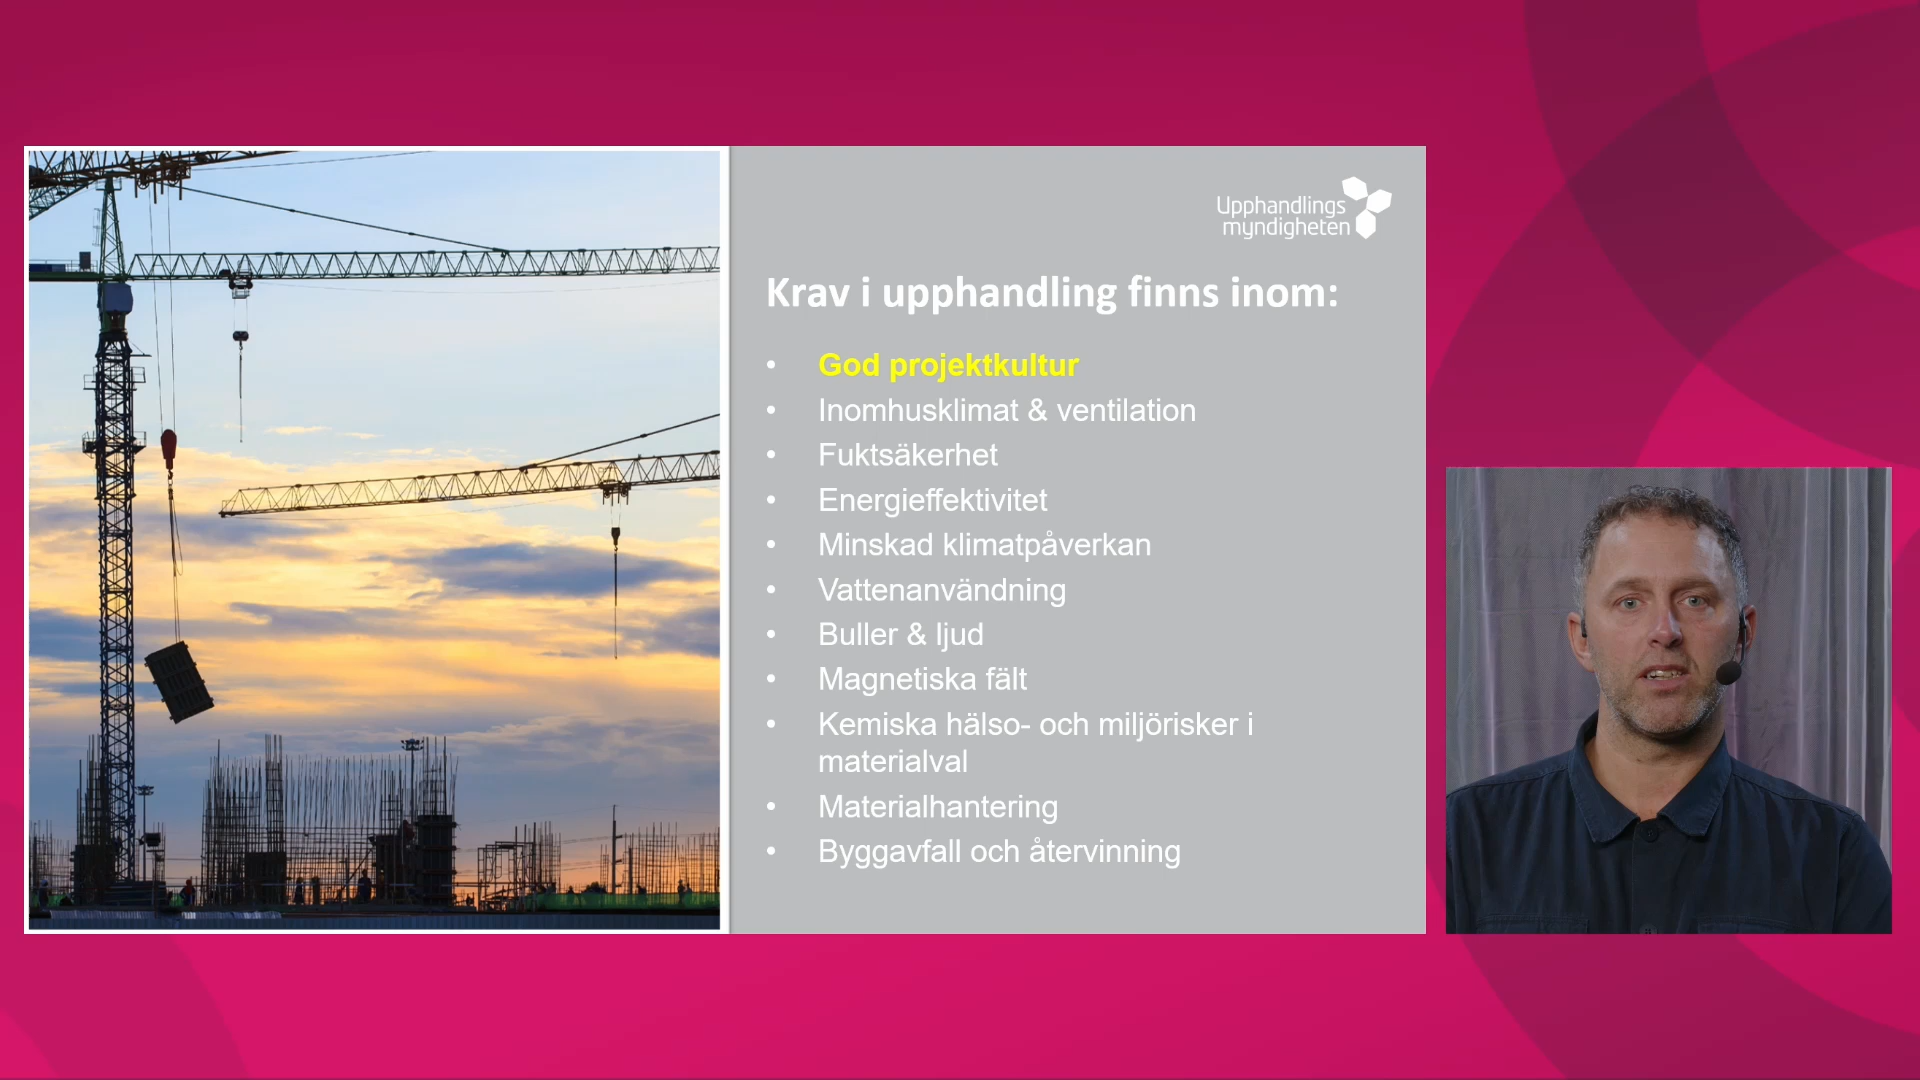 Upphandlings
myndigheten
Krav i upphandling finns inom:
• God projektkultur
• Inomhusklimat & ventilation
• Fuktsäkerhet
• Energieffektivitet
• Minskad klimatpåverkan
• Vattenanvändning
• Buller & ljud
• Magnetiska fält
• Kemiska hälso- och miljörisker i
materialval
• Materialhantering
• Byggavfall och återvinning